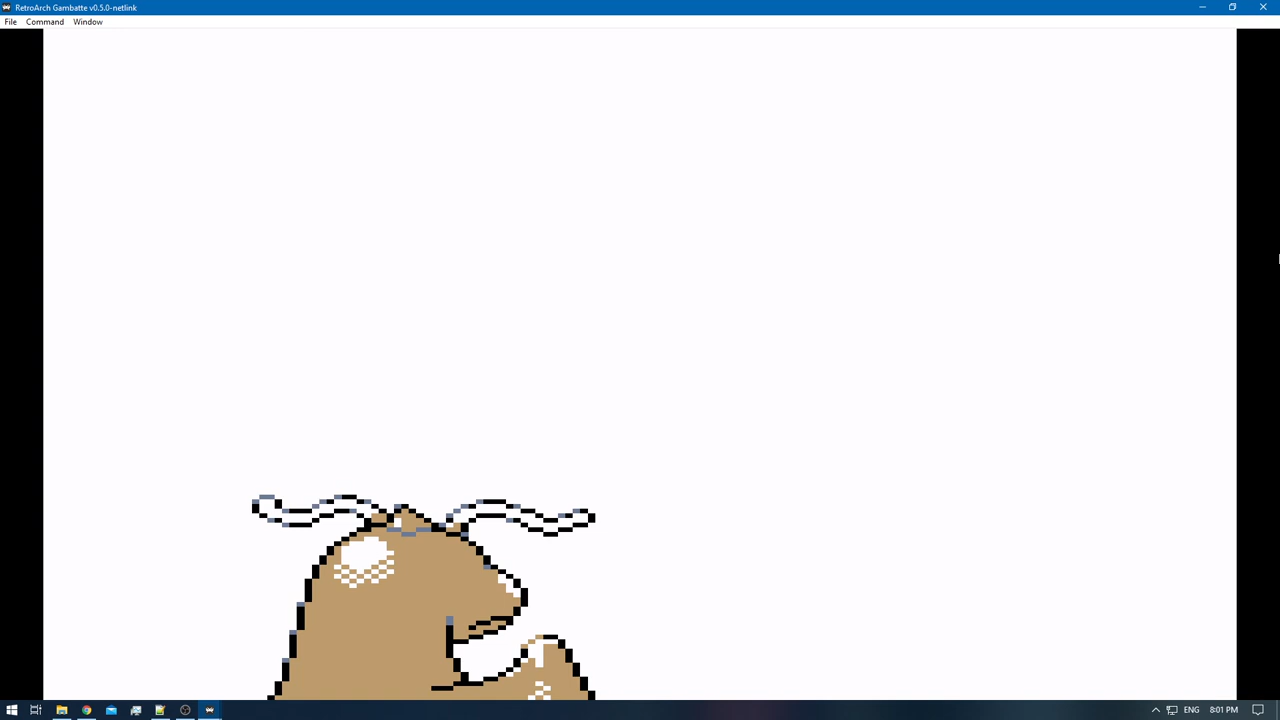 RetroArch Gambatte v0.5.0-netlink
File Command Window
ENG 8:01 PM